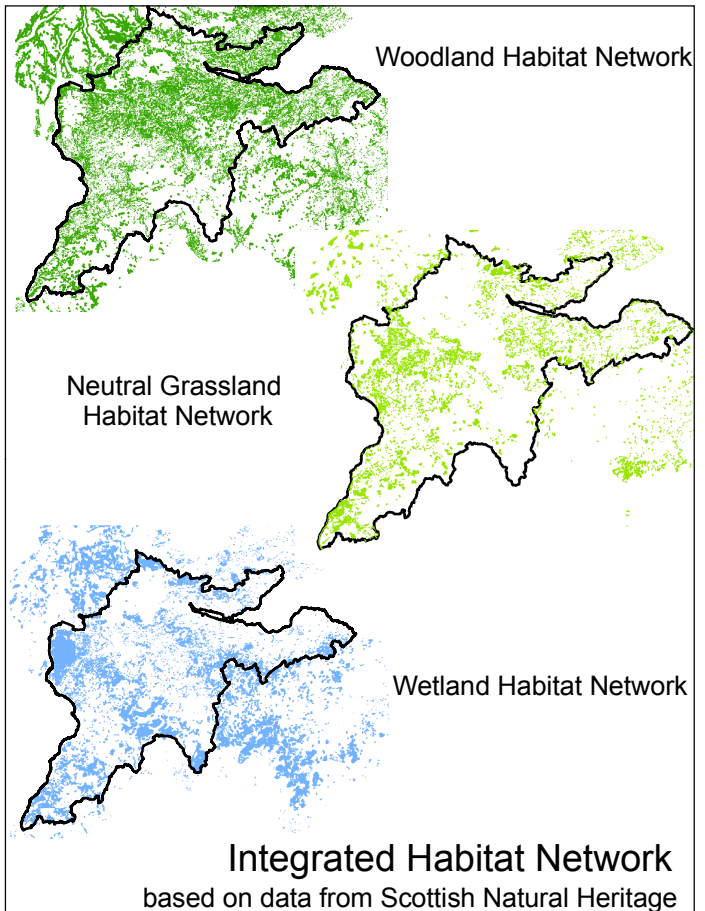 Woodland Habitat Network
Neutral Grassland
Habitat Network
Wetland Habitat Network
Integrated Habitat Network
based on data from Scottish Natural Heritage